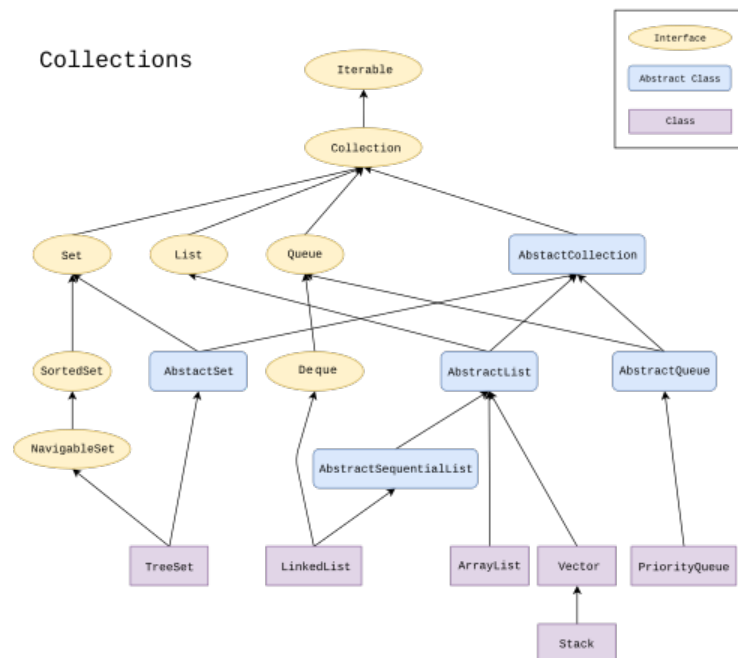 Collections
Interface
Abstract Class
Class
Iterable
Collection
Set
List
Queue
AbstactCollection
SortedSet
AbstactSet
Deque
AbstractList
AbstractQueue
NavigableSet
AbstractSequentialList
TreeSet
LinkedList
ArrayList
Vector
PriorityQueue
Stack